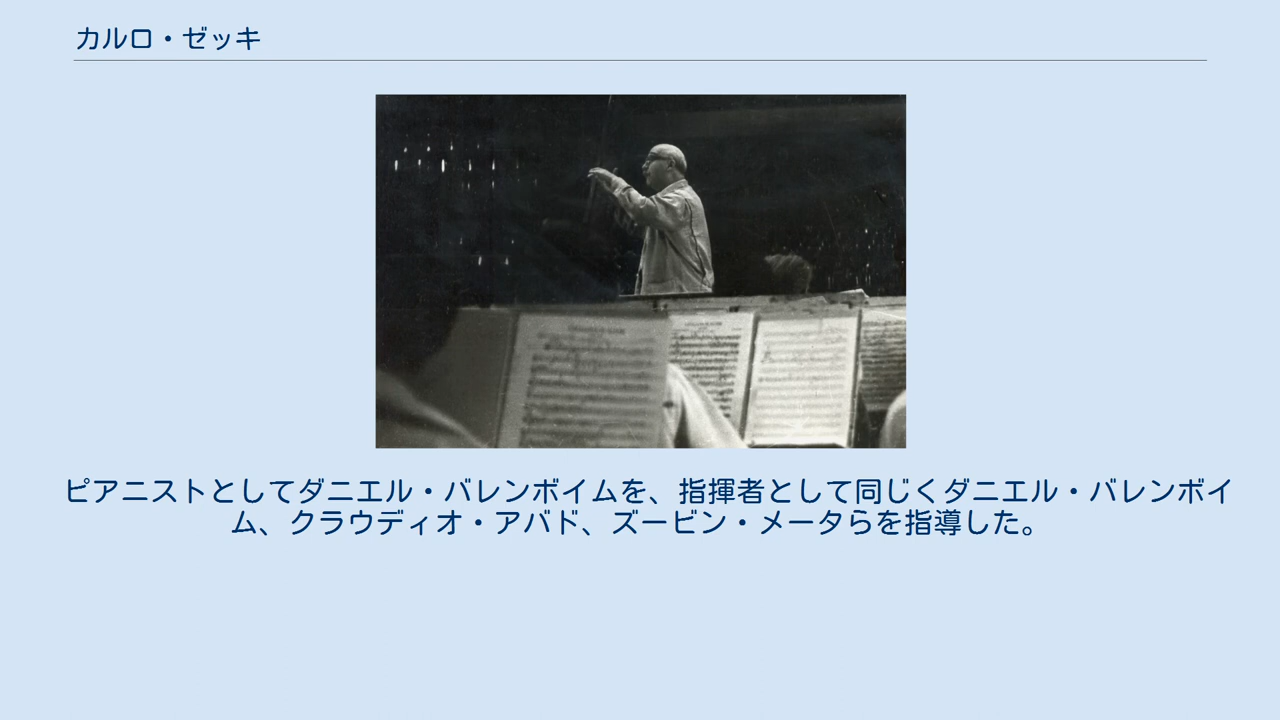 カルロ・ゼッキ
ピアニストとしてダニエル・バレンボイムを、指揮者として同じくダニエル・バレンボイ
ム、クラウディオ・アバド、ズービン・メータらを指導した。